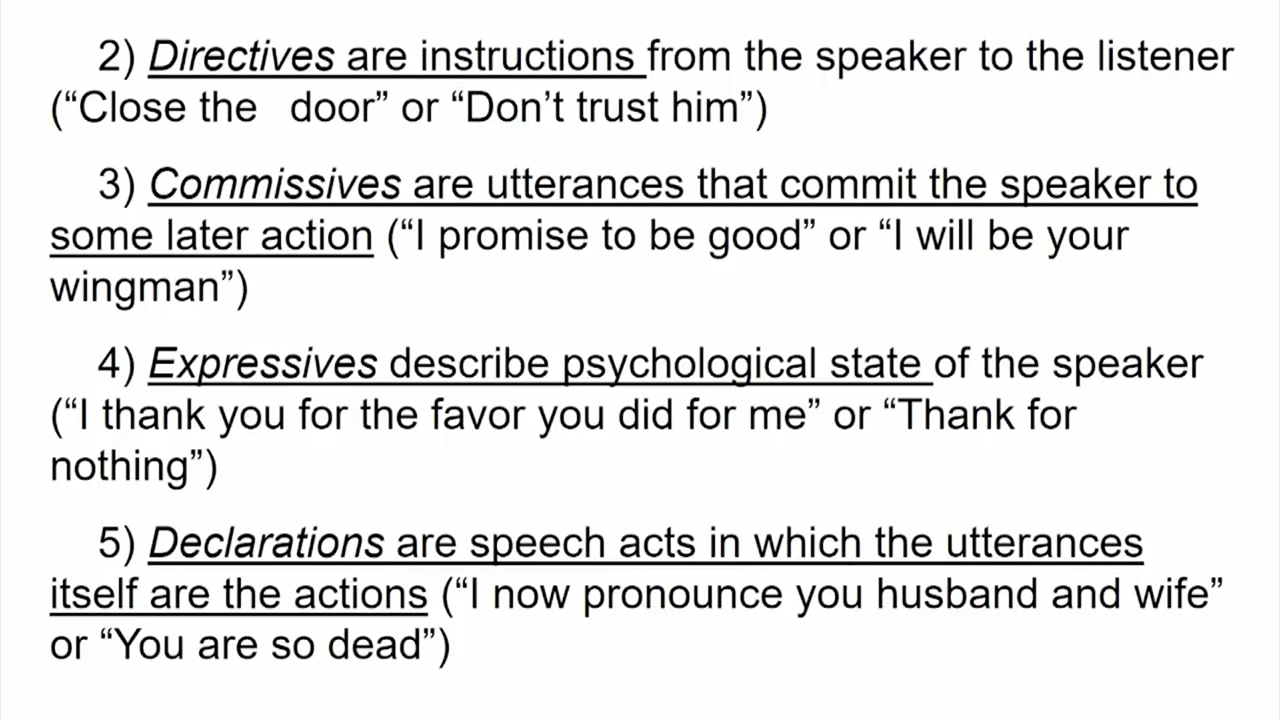 2) Directives are instructions from the speaker to the listener
(“Close the door” or “Don’t trust him”)
3) Commissives are utterances that commit the speaker to
some later action (“I promise to be good” or “I will be your
wingman”)
4) Expressives describe psychological state of the speaker
(“I thank you for the favor you did for me” or “Thank for
nothing”)
5) Declarations are speech acts in which the utterances
itself are the actions (“I now pronounce you husband and wife”
or “You are so dead”)